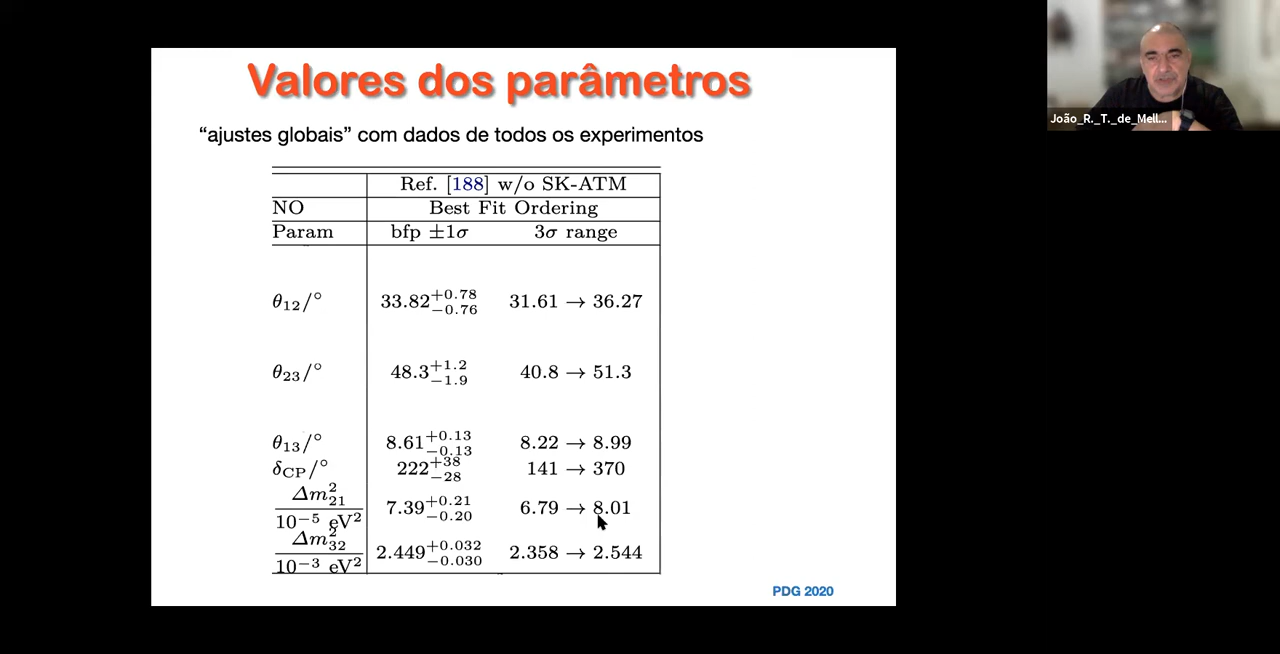 Valores dos parâmetros
“ajustes globais” com dados de todos os experimentos
Ref. [188] w/o SK-ATM
NO Best Fit Ordering
Param bfp ±1σ 3σ range
θ₁₂/° 33.82 +0.78 −0.76 31.61 → 36.27
θ₂₃/° 48.3 +1.2 −1.9 40.8 → 51.3
θ₁₃/° 8.61 +0.13 −0.13 8.22 → 8.99
δCP/° 222 +38 −28 141 → 370
Δm²₂₁/10⁻⁵ eV² 7.39 +0.21 −0.20 6.79 → 8.01
Δm²₃₂/10⁻³ eV² 2.449 +0.032 −0.030 2.358 → 2.544
PDG 2020
João_R._T._de_Mell...